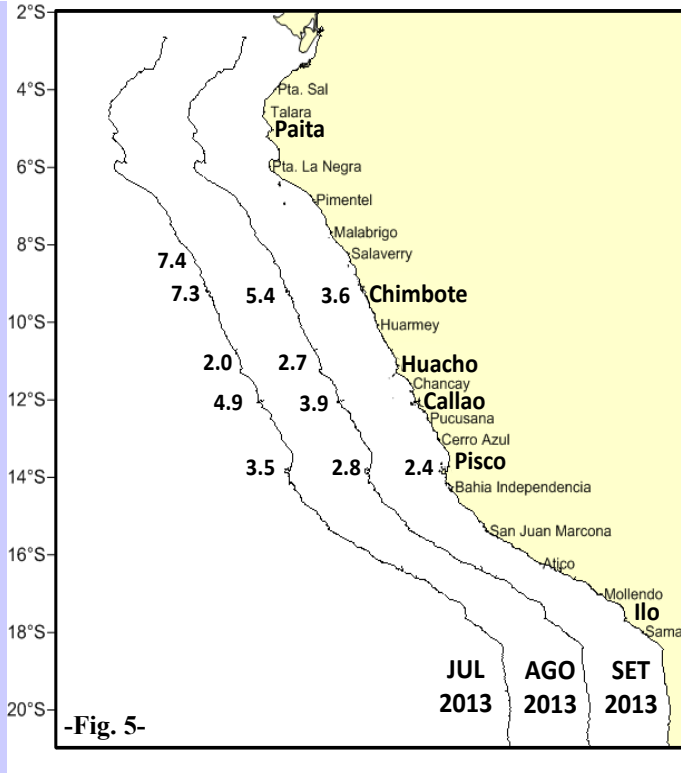 2°S
4°S
Pta. Sal
Talara
Paita
6°S
Pta. La Negra
Pimentel
Malabrigo
8°S
Salaverry
7.4
7.3 5.4 3.6 Chimbote
10°S
Huarmey
2.0 2.7 Huacho
Chancay
12°S 4.9 3.9 Callao
Pucusana
Cerro Azul
3.5 2.8 2.4 Pisco
14°S
Bahia Independencia
San Juan Marcona
16°S
Atico
Mollendo
Ilo
18°S
Sama
JUL AGO SET
2013 2013 2013
20°S
-Fig. 5-